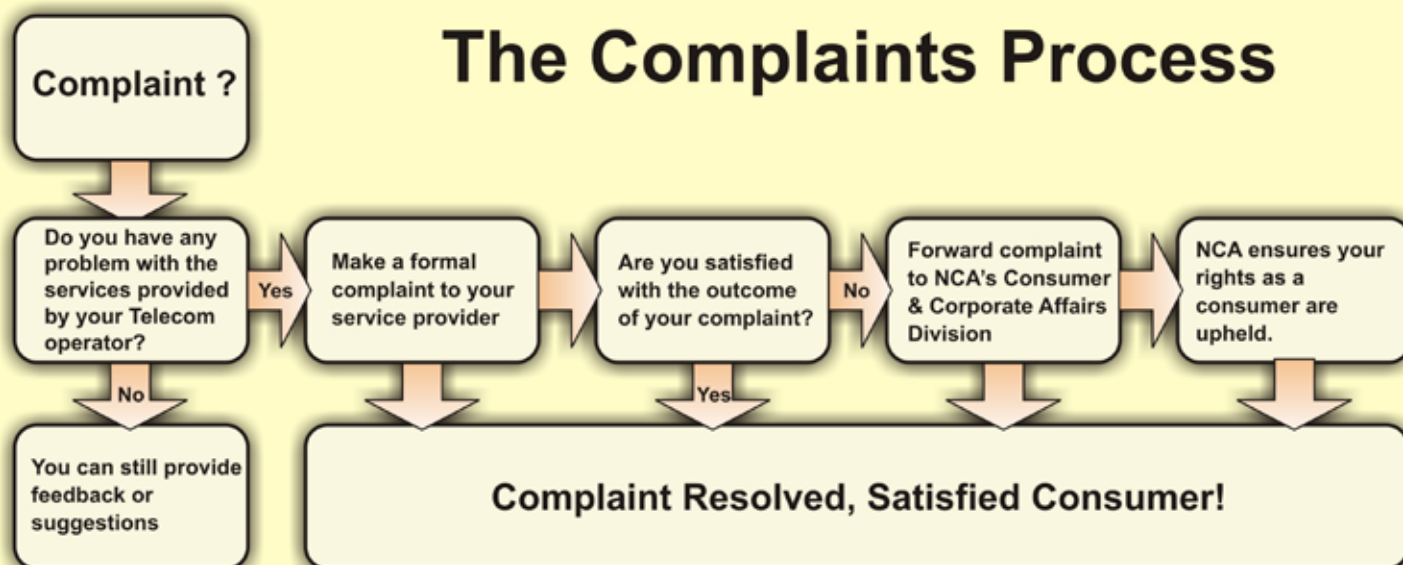 The Complaints Process
Complaint ?
Do you have any
problem with the
services provided
by your Telecom
operator?
Yes
Make a formal
complaint to your
service provider
Are you satisfied
with the outcome
of your complaint?
No
Forward complaint
to NCA's Consumer
& Corporate Affairs
Division
NCA ensures your
rights as a
consumer are
upheld.
No
Yes
You can still provide
feedback or
suggestions
Complaint Resolved, Satisfied Consumer!